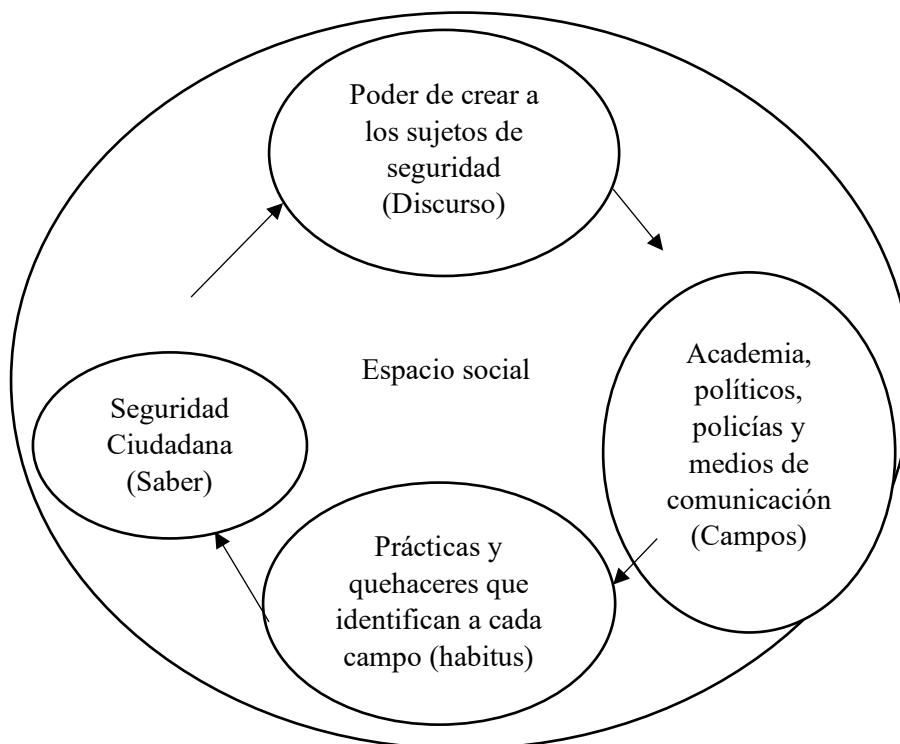 Poder de crear a
los sujetos de
seguridad
(Discurso)
Espacio social
Academia,
políticos,
policías y
medios de
comunicación
(Campos)
Seguridad
Ciudadana
(Saber)
Prácticas y
quehaceres que
identifican a cada
campo (habitus)